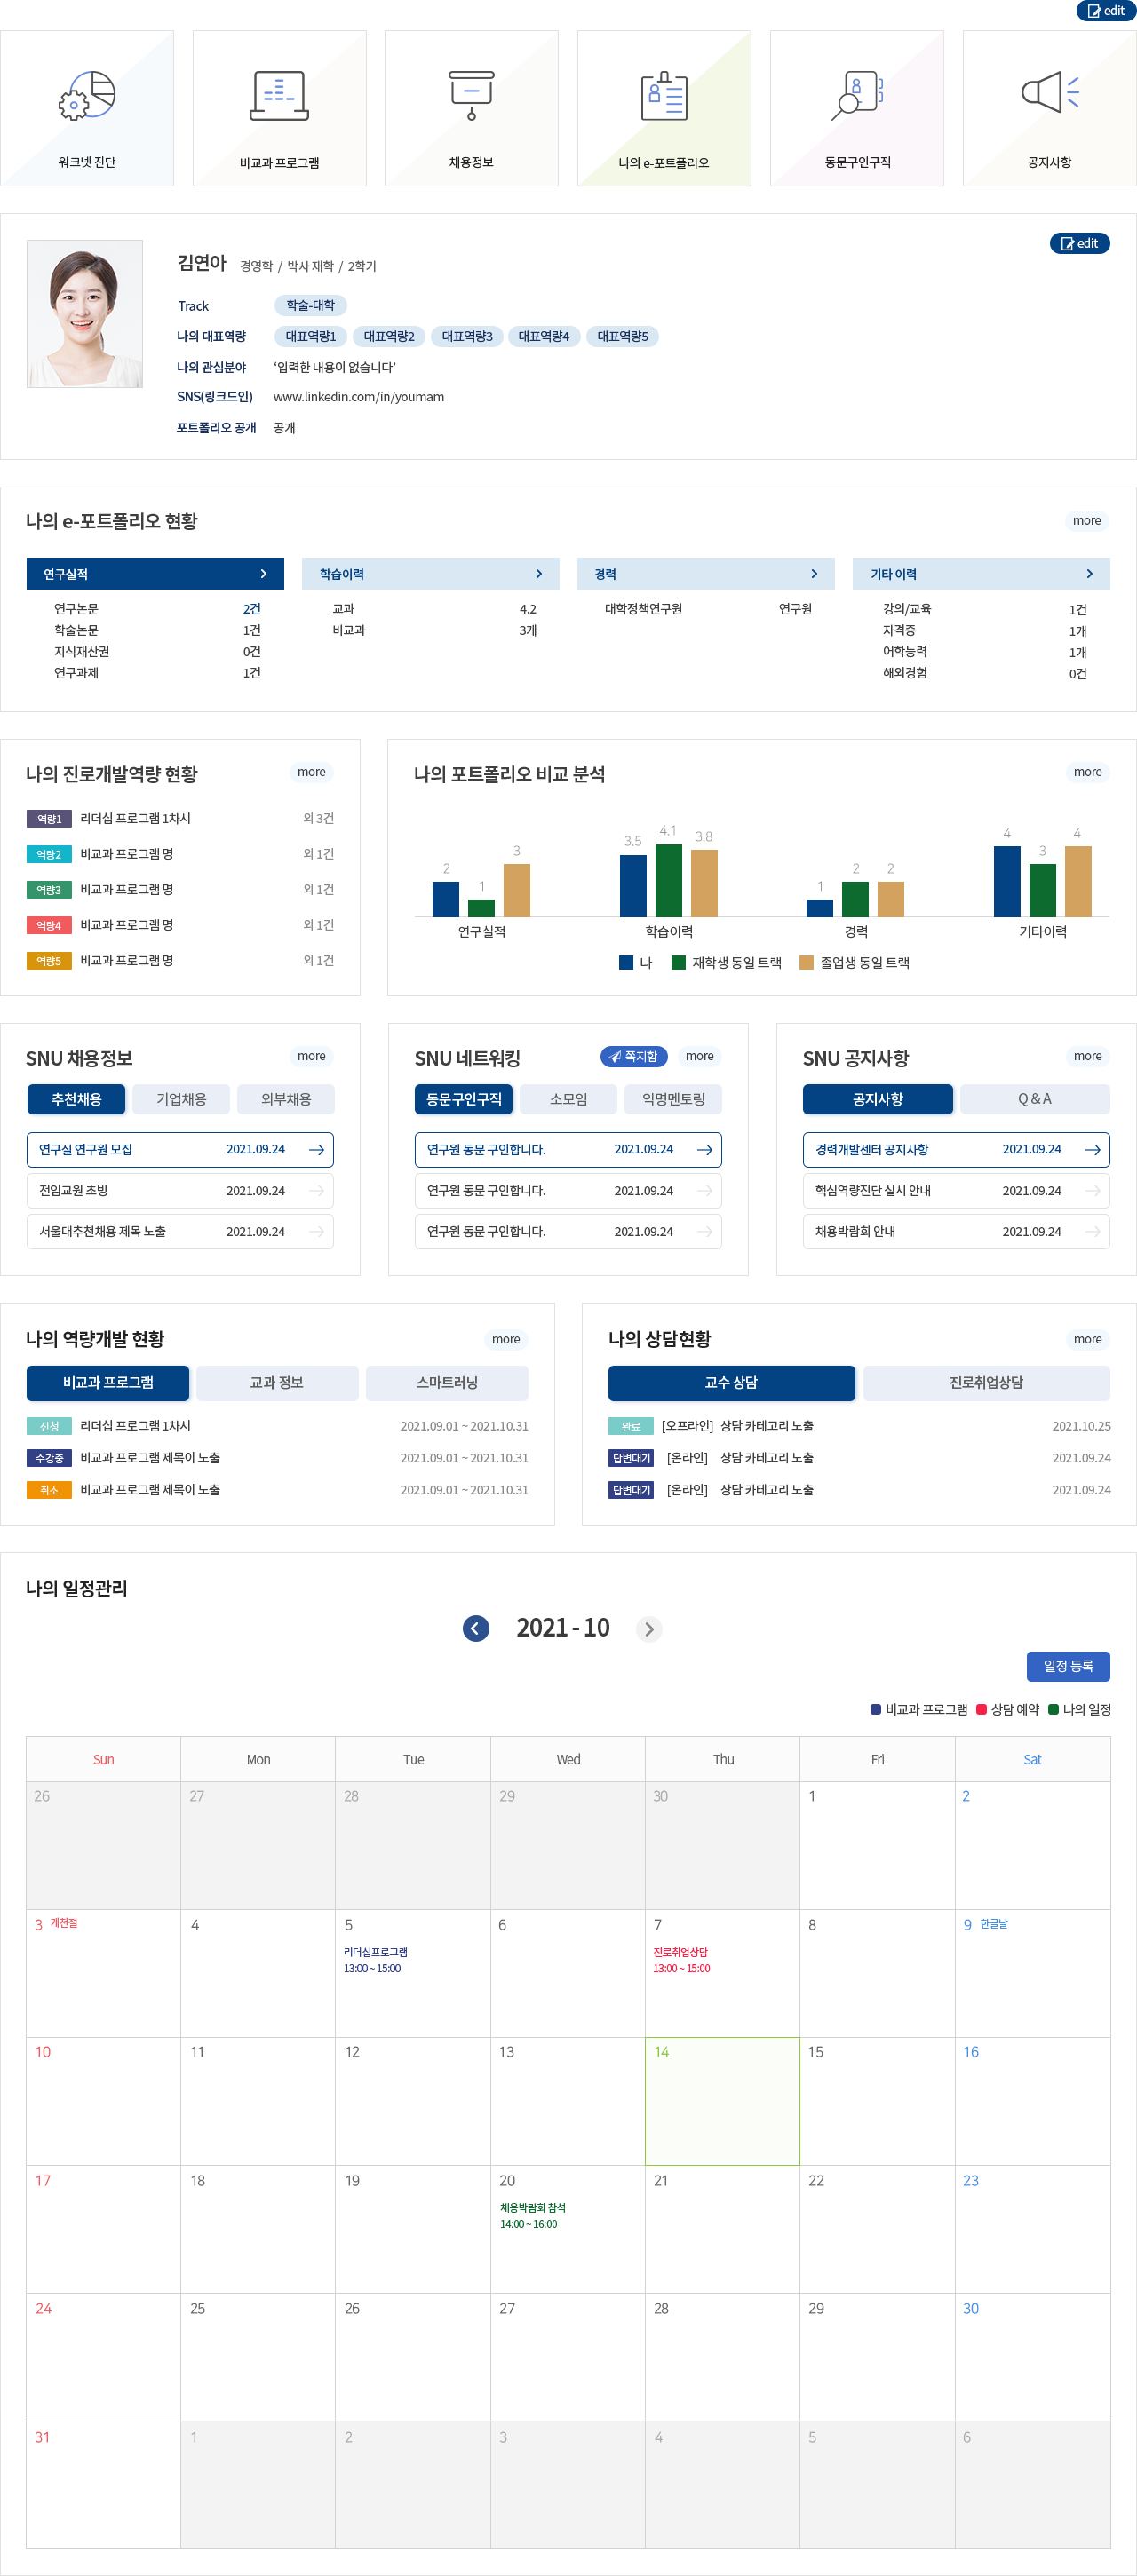 edit
워크넷 진단
비교과 프로그램
채용정보
나의 e-포트폴리오
동문구인구직
공지사항
edit
김연아 경영학 / 박사 재학 / 2학기
Track 학술-대학
나의 대표역량 대표역량1 대표역량2 대표역량3 대표역량4 대표역량5
나의 관심분야 ‘입력한 내용이 없습니다’
SNS(링크드인) www.linkedin.com/in/youmam
포트폴리오 공개 공개
나의 e-포트폴리오 현황 more
연구실적
연구논문 2건
학술논문 1건
지식재산권 0건
연구과제 1건
학습이력
교과 4.2
비교과 3개
경력
대학정책연구원 연구원
기타 이력
강의/교육 1건
자격증 1개
어학능력 1개
해외경험 0건
나의 진로개발역량 현황 more
역량1 리더십 프로그램 1차시 외 3건
역량2 비교과 프로그램 명 외 1건
역량3 비교과 프로그램 명 외 1건
역량4 비교과 프로그램 명 외 1건
역량5 비교과 프로그램 명 외 1건
나의 포트폴리오 비교 분석 more
2 1 3
3.5 4.1 3.8
1 2 2
4 3 4
연구실적 학습이력 경력 기타이력
나 재학생 동일 트랙 졸업생 동일 트랙
SNU 채용정보 more
추천채용 기업채용 외부채용
연구실 연구원 모집 2021.09.24
전임교원 초빙 2021.09.24
서울대추천채용 제목 노출 2021.09.24
SNU 네트워킹 쪽지함 more
동문구인구직 소모임 익명멘토링
연구원 동문 구인합니다. 2021.09.24
연구원 동문 구인합니다. 2021.09.24
연구원 동문 구인합니다. 2021.09.24
SNU 공지사항 more
공지사항 Q & A
경력개발센터 공지사항 2021.09.24
핵심역량진단 실시 안내 2021.09.24
채용박람회 안내 2021.09.24
나의 역량개발 현황 more
비교과 프로그램 교과 정보 스마트러닝
신청 리더십 프로그램 1차시 2021.09.01 ~ 2021.10.31
수강중 비교과 프로그램 제목이 노출 2021.09.01 ~ 2021.10.31
취소 비교과 프로그램 제목이 노출 2021.09.01 ~ 2021.10.31
나의 상담현황 more
교수 상담 진로취업상담
완료 [오프라인] 상담 카테고리 노출 2021.10.25
답변대기 [온라인] 상담 카테고리 노출 2021.09.24
답변대기 [온라인] 상담 카테고리 노출 2021.09.24
나의 일정관리
2021 - 10
일정 등록
비교과 프로그램 상담 예약 나의 일정
Sun Mon Tue Wed Thu Fri Sat
26 27 28 29 30 1 2
3 개천절 4 5 6 7 8 9 한글날
리더십프로그램 진로취업상담
13:00 ~ 15:00 13:00 ~ 15:00
10 11 12 13 14 15 16
17 18 19 20 21 22 23
채용박람회 참석
14:00 ~ 16:00
24 25 26 27 28 29 30
31 1 2 3 4 5 6